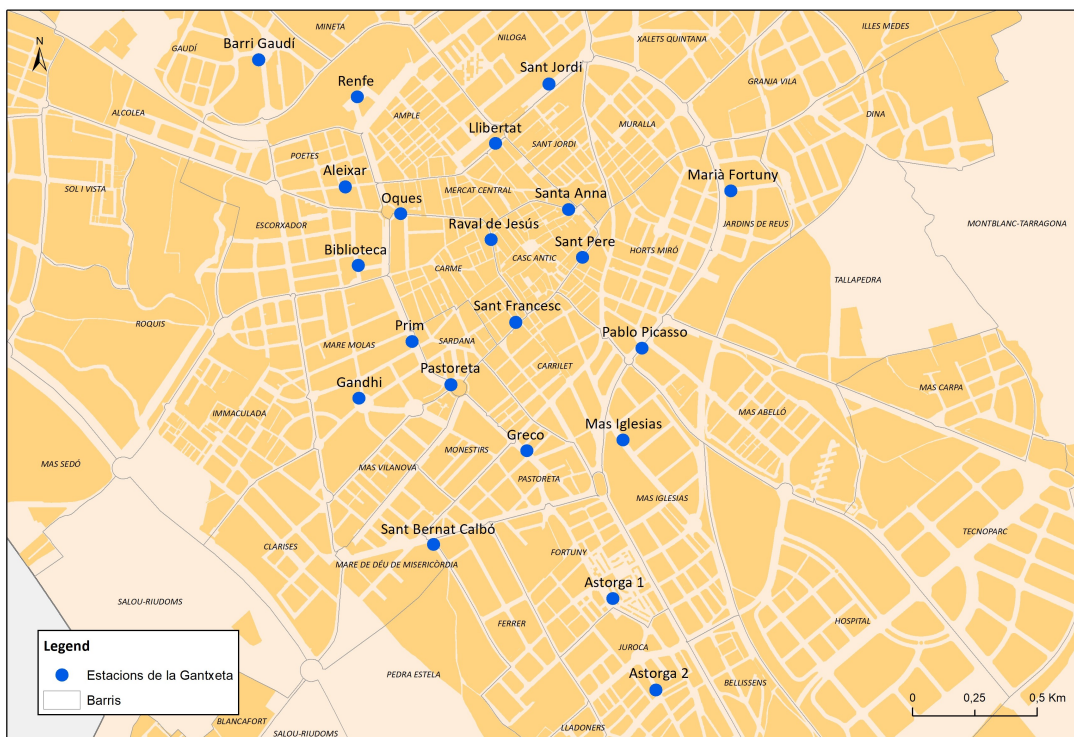 MINETA
GAUDÍ
Barri Gaudí
NILOGA
XALETS QUINTANA
ILLES MEDES
N
Sant Jordi
Renfe
GRANJA VILA
ALCOLEA
AMPLE
DINA
Llibertat
MURALLA
SANT JORDI
POETES
Aleixar
Marià Fortuny
SOL I VISTA
MERCAT CENTRAL
Oques
Santa Anna
ESCORXADOR
Raval de Jesús
JARDINS DE REUS
MONTBLANC-TARRAGONA
Biblioteca
Sant Pere
HORTS MIRÓ
CASC ANTIC
CARME
TALLAPEDRA
Sant Francesc
ROQUIS
Prim
Pablo Picasso
MARE MOLAS
SARDANA
Pastoreta
CARRILET
Gandhi
MAS CARPA
IMMACULADA
MAS ABELLÓ
Mas Iglesias
Greco
MONESTIRS
MAS SEDÓ
MAS VILANOVA
PASTORETA
MAS IGLESIAS
Sant Bernat Calbó
TECNOPARC
CLARISES
FORTUNY
MARE DE DÉU DE MISERICÒRDIA
Astorga 1
SALOU-RIUDOMS
FERRER
HOSPITAL
JUROCA
PEDRA ESTELA
Astorga 2
BELLISSENS
BLANCAFORT
LLADONERS
SALOU-RIUDOMS
Legend
Estacions de la Gantxeta
Barris
0 0,25 0,5 Km